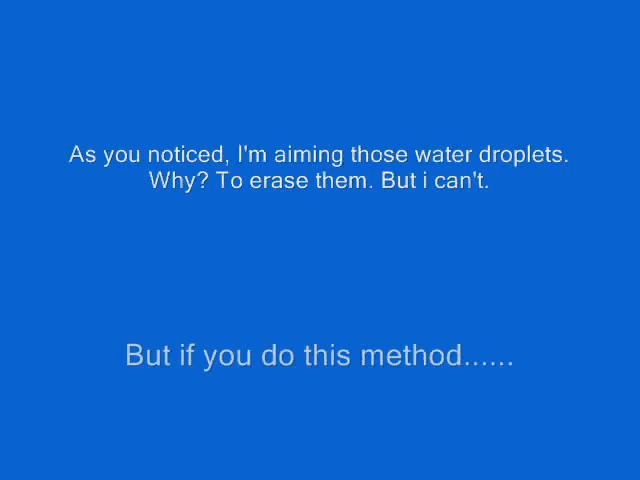 As you noticed, I'm aiming those water droplets.
Why? To erase them. But i can't.
But if you do this method......